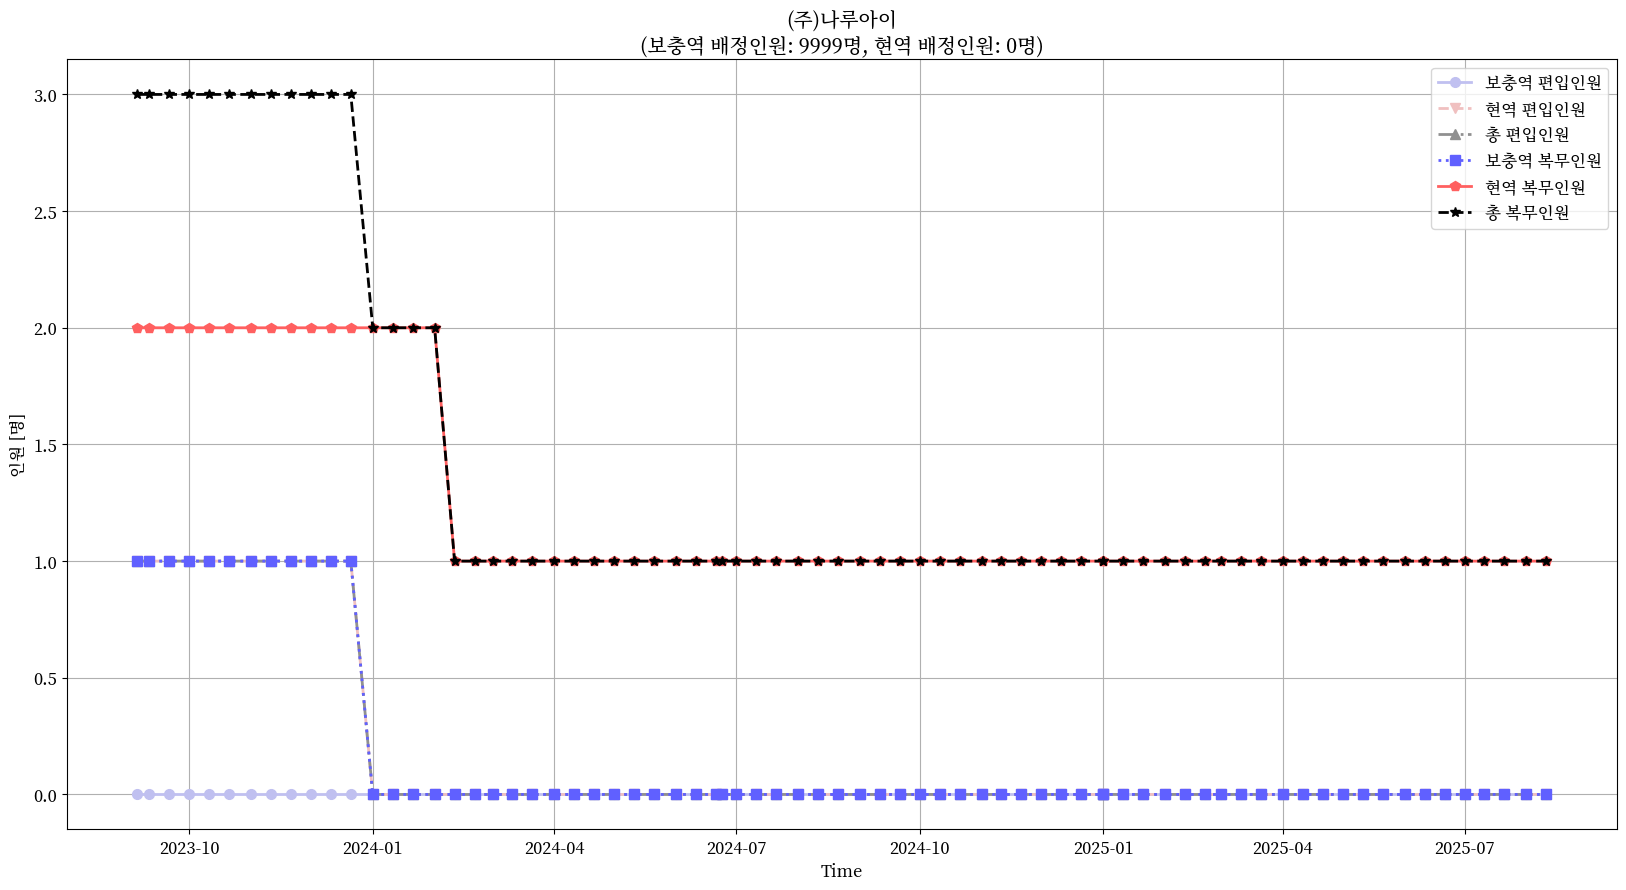 (주)나루아이
(보충역 배정인원: 9999명, 현역 배정인원: 0명)
보충역 편입인원
현역 편입인원
총 편입인원
보충역 복무인원
현역 복무인원
총 복무인원
인원 [명]
3.0
2.5
2.0
1.5
1.0
0.5
0.0
2023-10
2024-01
2024-04
2024-07
2024-10
2025-01
2025-04
2025-07
Time